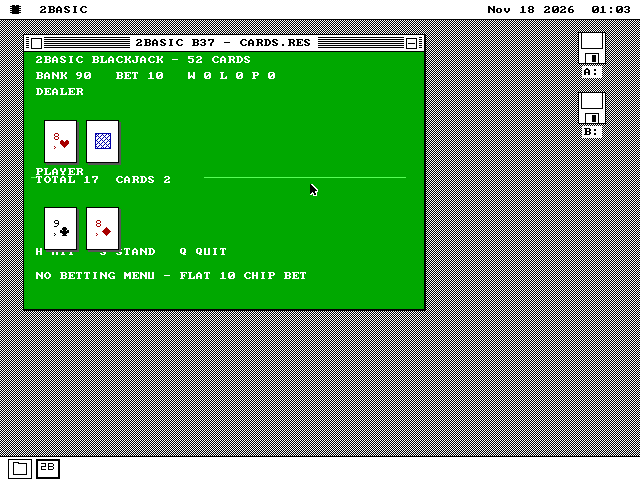 2BASIC Nov 18 2026 01:03
2BASIC B37 - CARDS.RES
2BASIC BLACKJACK - 52 CARDS
BANK 90 BET 10 W 0 L 0 P 0
DEALER
8
PLAYER
TOTAL 17 CARDS 2
9 8
H HIT S STAND Q QUIT
NO BETTING MENU - FLAT 10 CHIP BET
A:
B:
2B